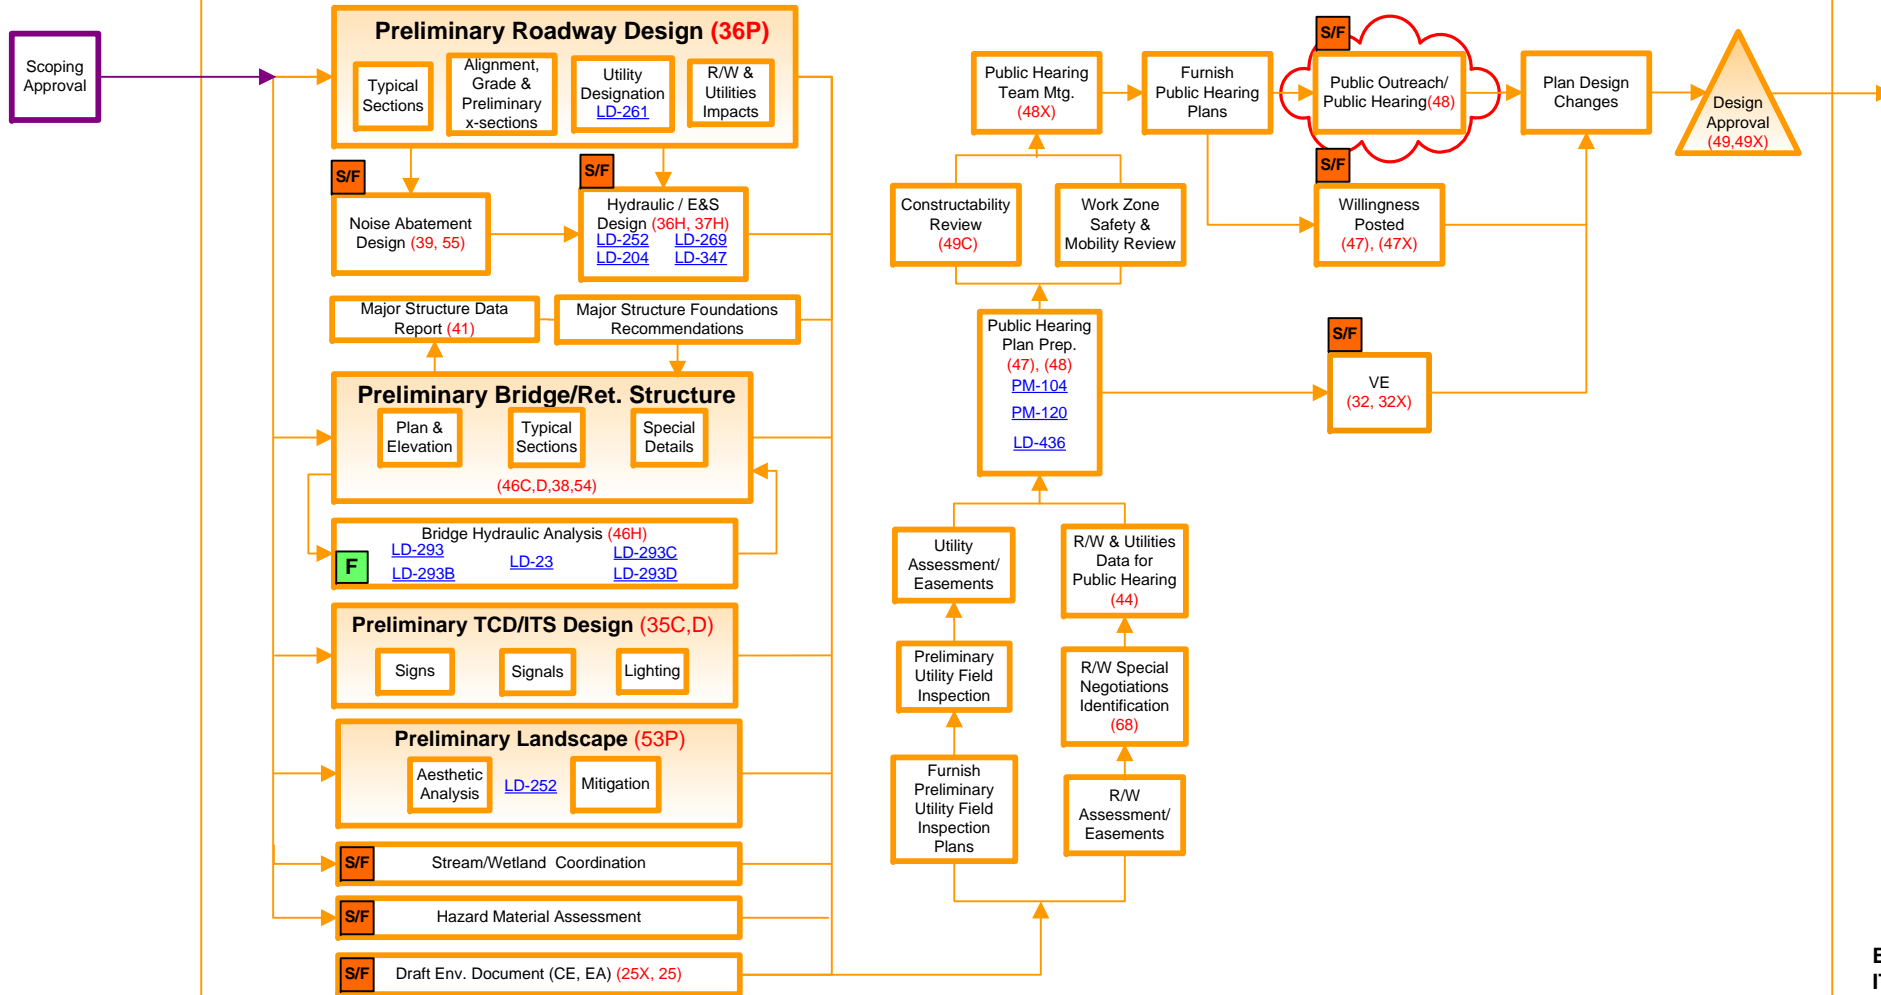 Scoping
Approval
Preliminary Roadway Design (36P)
Typical
Sections
Alignment,
Grade &
Preliminary
x-sections
Utility
Designation
LD-261
R/W &
Utilities
Impacts
S/F
Noise Abatement
Design (39, 55)
S/F
Hydraulic / E&S
Design (36H, 37H)
LD-252 LD-269
LD-204 LD-347
Major Structure Data
Report (41)
Major Structure Foundations
Recommendations
Preliminary Bridge/Ret. Structure
Plan &
Elevation
Typical
Sections
Special
Details
(46C,D,38,54)
Bridge Hydraulic Analysis (46H)
LD-293 LD-23 LD-293C
LD-293B LD-293D
F
Preliminary TCD/ITS Design (35C,D)
Signs
Signals
Lighting
Preliminary Landscape (53P)
Aesthetic
Analysis
LD-252
Mitigation
S/F
Stream/Wetland Coordination
S/F
Hazard Material Assessment
S/F
Draft Env. Document (CE, EA) (25X, 25)
Public Hearing
Team Mtg.
(48X)
Furnish
Public Hearing
Plans
S/F
Public Outreach/
Public Hearing(48)
Plan Design
Changes
Design
Approval
(49,49X)
Constructability
Review
(49C)
Work Zone
Safety &
Mobility Review
S/F
Willingness
Posted
(47), (47X)
Public Hearing
Plan Prep.
(47), (48)
PM-104
PM-120
LD-436
S/F
VE
(32, 32X)
Utility
Assessment/
Easements
R/W & Utilities
Data for
Public Hearing
(44)
Preliminary
Utility Field
Inspection
R/W Special
Negotiations
Identification
(68)
Furnish
Preliminary
Utility Field
Inspection
Plans
R/W
Assessment/
Easements